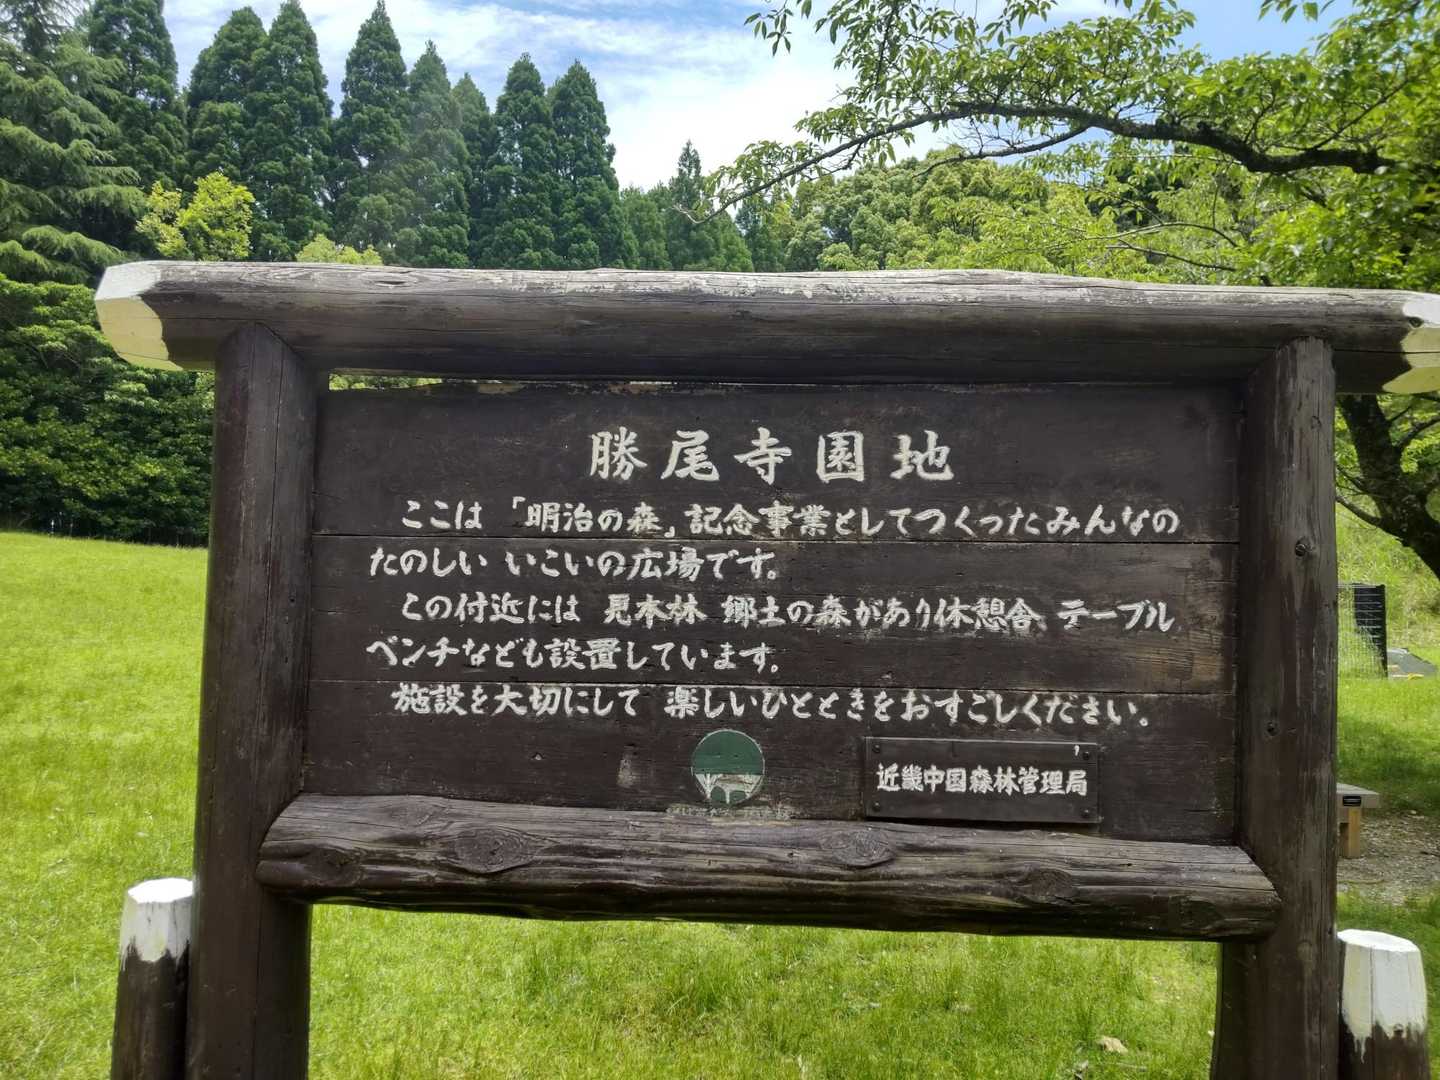 勝尾寺園地
ここは「明治の森」記念事業としてつくったみんなの
たのしい いこいの広場です。
この付近には 見本林 郷土の森があり休憩舎、テーブル
ベンチなども設置しています。
施設を大切にして 楽しいひとときをおすごしください。
近畿中国森林管理局